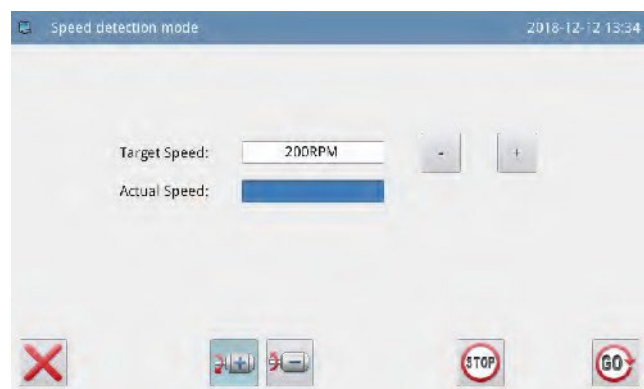 Speed detection mode 2018-12-12 13:34
Target Speed: 200RPM - +
Actual Speed:
STOP GO